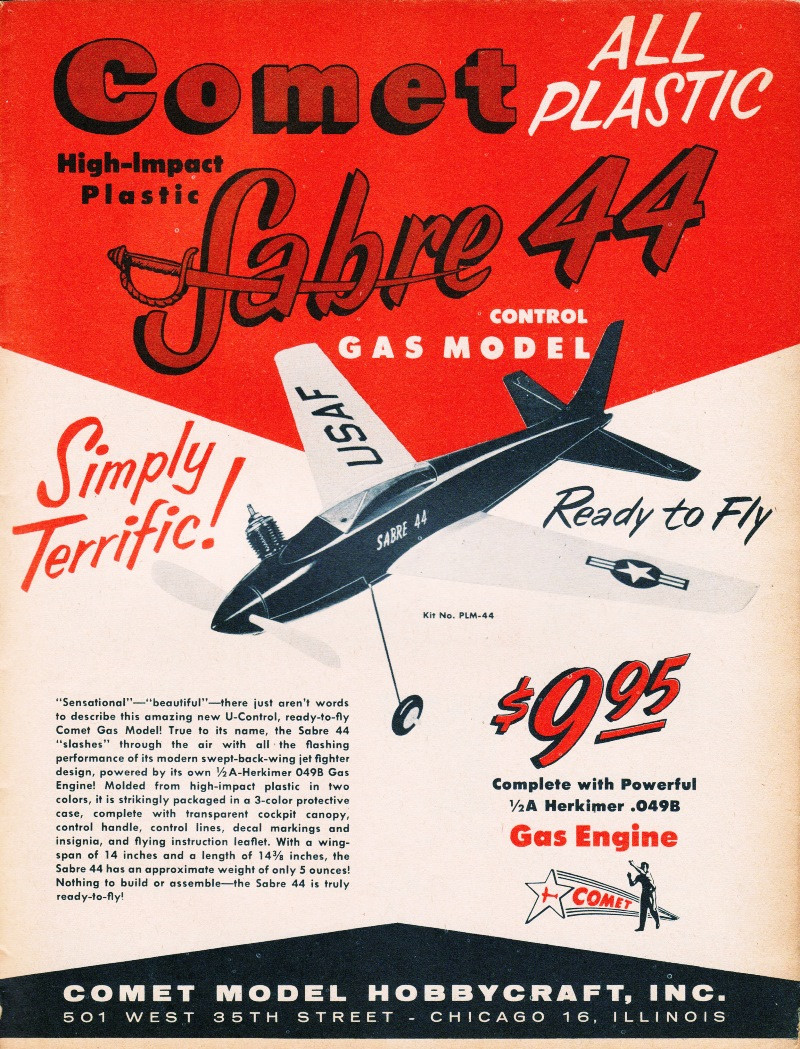 Comet
ALL
PLASTIC
High-Impact
Plastic
Sabre 44
CONTROL
GAS MODEL
USAF
Simply
Terrific!
SABRE 44
Ready to Fly
Kit No. PLM-44
"Sensational"—"beautiful"—there just aren't words
to describe this amazing new U-Control, ready-to-fly
Comet Gas Model! True to its name, the Sabre 44
"slashes" through the air with all the flashing
performance of its modern swept-back-wing jet fighter
design, powered by its own ½A-Herkimer 049B Gas
Engine! Molded from high-impact plastic in two
colors, it is strikingly packaged in a 3-color protective
case, complete with transparent cockpit canopy,
control handle, control lines, decal markings and
insignia, and flying instruction leaflet. With a wing-
span of 14 inches and a length of 14⅜ inches, the
Sabre 44 has an approximate weight of only 5 ounces!
Nothing to build or assemble—the Sabre 44 is truly
ready-to-fly!
$9.95
Complete with Powerful
½A Herkimer .049B
Gas Engine
COMET
COMET MODEL HOBBYCRAFT, INC.
501 WEST 35TH STREET - CHICAGO 16, ILLINOIS